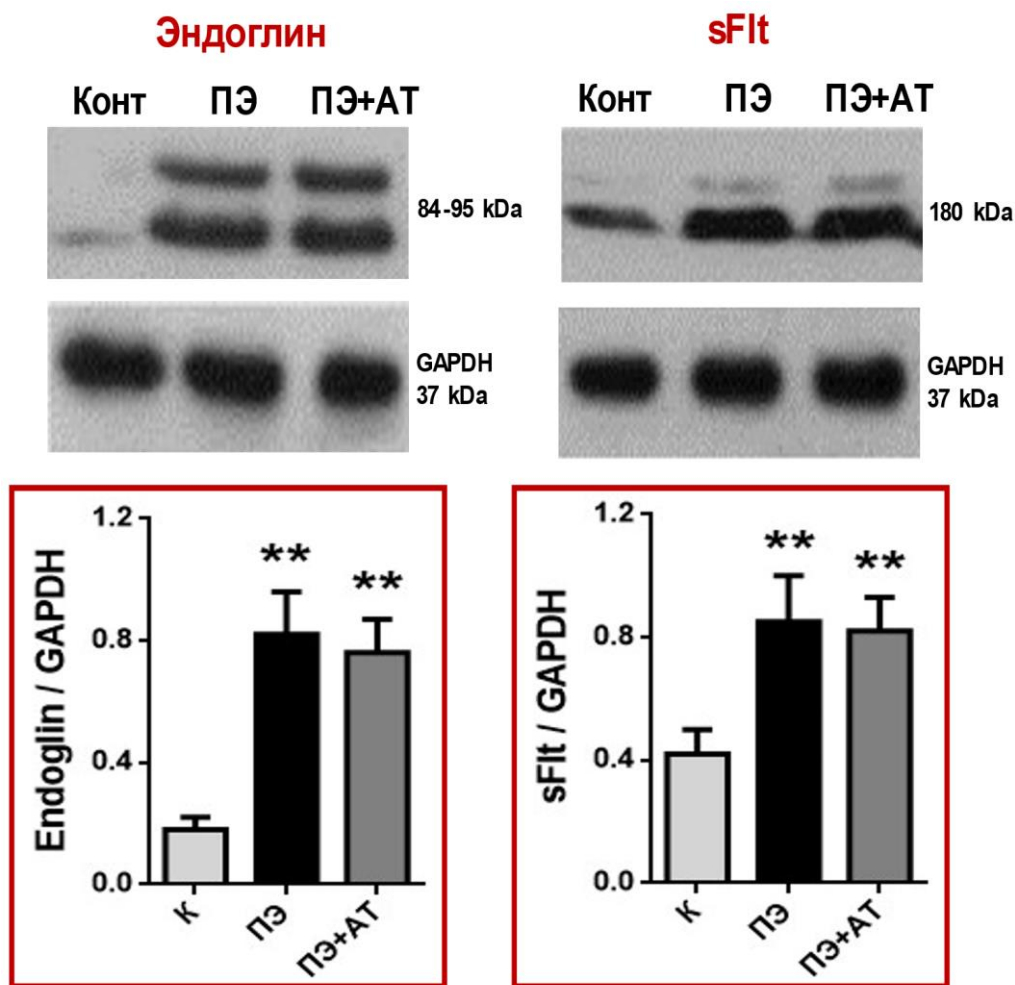 Эндоглин
Конт ПЭ ПЭ+АТ
84-95 kDa
GAPDH
37 kDa
sFlt
Конт ПЭ ПЭ+АТ
180 kDa
GAPDH
37 kDa
Endoglin / GAPDH
1.2
0.8
0.4
0.0
** **
К ПЭ ПЭ+АТ
sFlt / GAPDH
1.2
0.8
0.4
0.0
** **
К ПЭ ПЭ+АТ